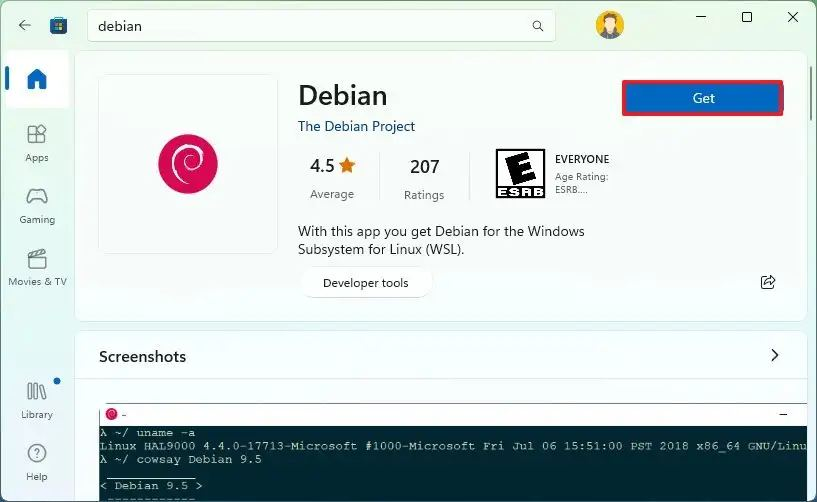 debian
Debian
Get
The Debian Project
4.5
Average
207
Ratings
E
ESRB
EVERYONE
Age Rating:
ESRB....
With this app you get Debian for the Windows
Subsystem for Linux (WSL).
Developer tools
Apps
Gaming
Movies & TV
Library
Help
Screenshots
λ ~/ uname -a
Linux HAL9000 4.4.0-17713-Microsoft #1000-Microsoft Fri Jul 06 15:51:00 PST 2018 x86_64 GNU/Linu
λ ~/ cowsay Debian 9.5
< Debian 9.5 >